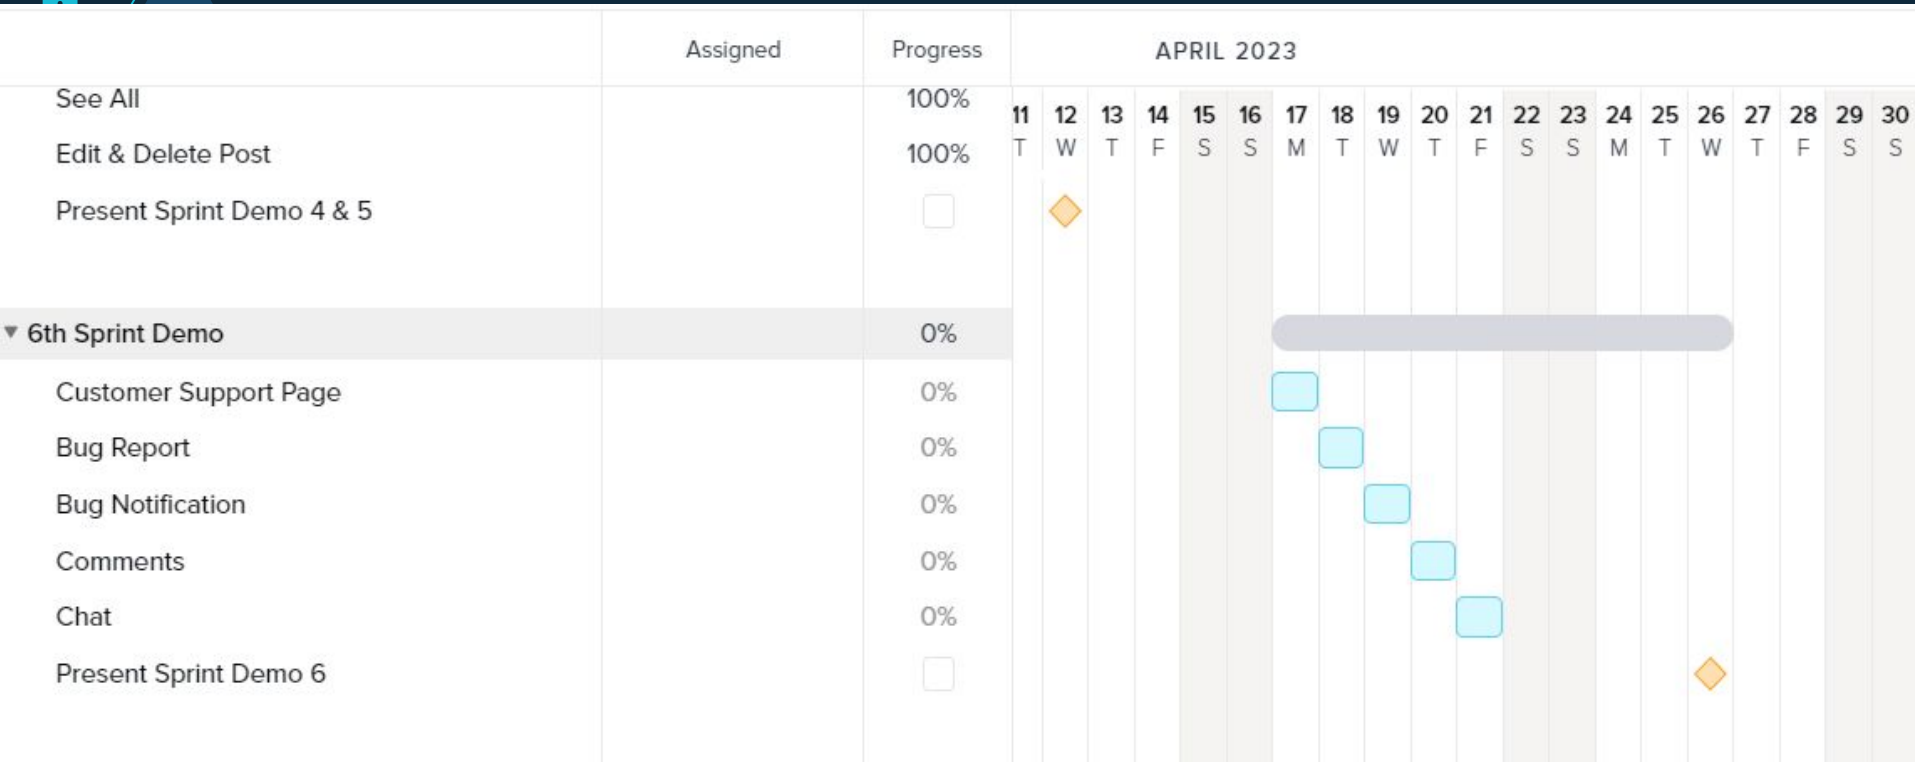 Assigned Progress APRIL 2023
See All 100%
11 12 13 14 15 16 17 18 19 20 21 22 23 24 25 26 27 28 29 30
T W T F S S M T W T F S S M T W T F S S
Edit & Delete Post 100%
Present Sprint Demo 4 & 5
6th Sprint Demo 0%
Customer Support Page 0%
Bug Report 0%
Bug Notification 0%
Comments 0%
Chat 0%
Present Sprint Demo 6